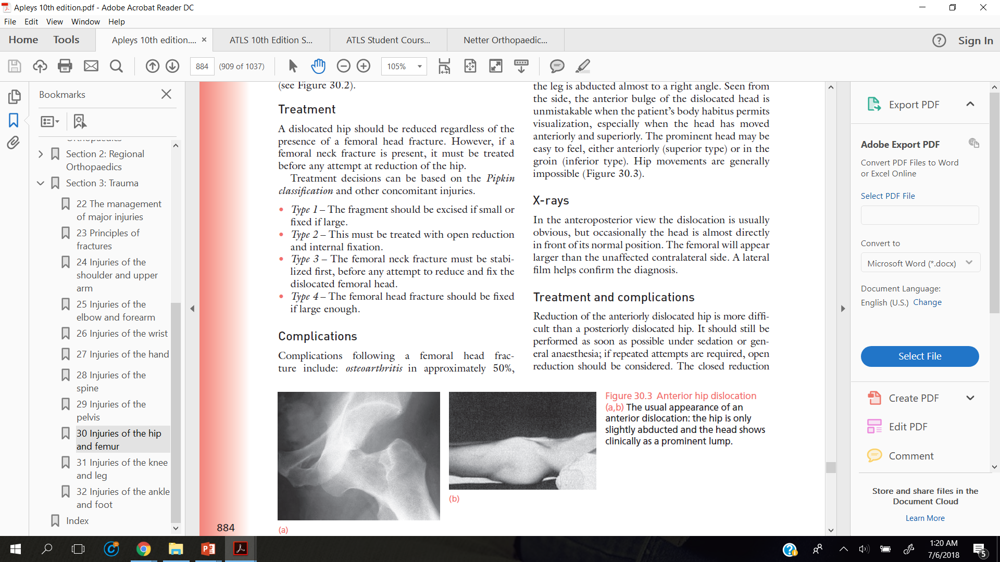 Apleys 10th edition.pdf - Adobe Acrobat Reader DC
File Edit View Window Help
Home Tools Apleys 10th edition.... × ATLS 10th Edition S... ATLS Student Cours... Netter Orthopaedic... ? Sign In
884 (909 of 1037) 105%
Bookmarks
Orthopaedics
Section 2: Regional
Orthopaedics
Section 3: Trauma
22 The management
of major injuries
23 Principles of
fractures
24 Injuries of the
shoulder and upper
arm
25 Injuries of the
elbow and forearm
26 Injuries of the wrist
27 Injuries of the hand
28 Injuries of the
spine
29 Injuries of the
pelvis
30 Injuries of the hip
and femur
31 Injuries of the knee
and leg
32 Injuries of the ankle
and foot
Index
(see Figure 30.2).
Treatment
A dislocated hip should be reduced regardless of the
presence of a femoral head fracture. However, if a
femoral neck fracture is present, it must be treated
before any attempt at reduction of the hip.
Treatment decisions can be based on the Pipkin
classification and other concomitant injuries.
• Type 1 – The fragment should be excised if small or
fixed if large.
• Type 2 – This must be treated with open reduction
and internal fixation.
• Type 3 – The femoral neck fracture must be stabi-
lized first, before any attempt to reduce and fix the
dislocated femoral head.
• Type 4 – The femoral head fracture should be fixed
if large enough.
Complications
Complications following a femoral head frac-
ture include: osteoarthritis in approximately 50%,
the leg is abducted almost to a right angle. Seen from
the side, the anterior bulge of the dislocated head is
unmistakable when the patient's body habitus permits
visualization, especially when the head has moved
anteriorly and superiorly. The prominent head may be
easy to feel, either anteriorly (superior type) or in the
groin (inferior type). Hip movements are generally
impossible (Figure 30.3).
X-rays
In the anteroposterior view the dislocation is usually
obvious, but occasionally the head is almost directly
in front of its normal position. The femoral will appear
larger than the unaffected contralateral side. A lateral
film helps confirm the diagnosis.
Treatment and complications
Reduction of the anteriorly dislocated hip is more diffi-
cult than a posteriorly dislocated hip. It should still be
performed as soon as possible under sedation or gen-
eral anaesthesia; if repeated attempts are required, open
reduction should be considered. The closed reduction
Figure 30.3 Anterior hip dislocation
(a,b) The usual appearance of an
anterior dislocation: the hip is only
slightly abducted and the head shows
clinically as a prominent lump.
(b)
(a)
884
Export PDF
Adobe Export PDF
Convert PDF Files to Word
or Excel Online
Select PDF File
Convert to
Microsoft Word (*.docx)
Document Language:
English (U.S.) Change
Select File
Create PDF
Edit PDF
Comment
Store and share files in the
Document Cloud
Learn More
1:20 AM
7/6/2018
5